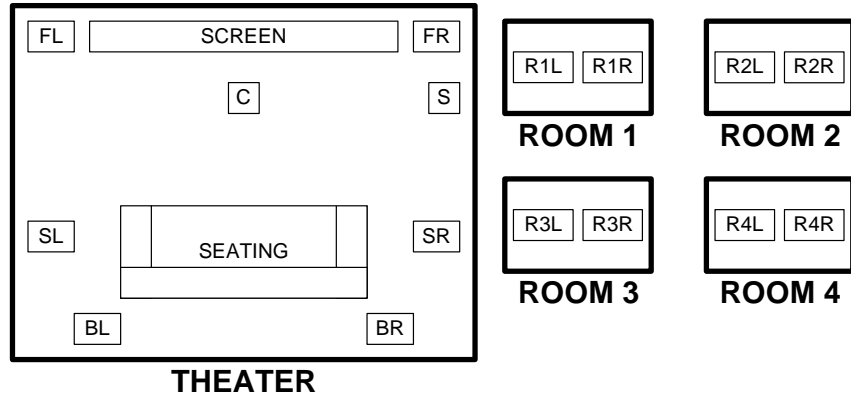 FL SCREEN FR
C S
SL SEATING SR
BL BR
THEATER
R1L R1R
ROOM 1
R2L R2R
ROOM 2
R3L R3R
ROOM 3
R4L R4R
ROOM 4